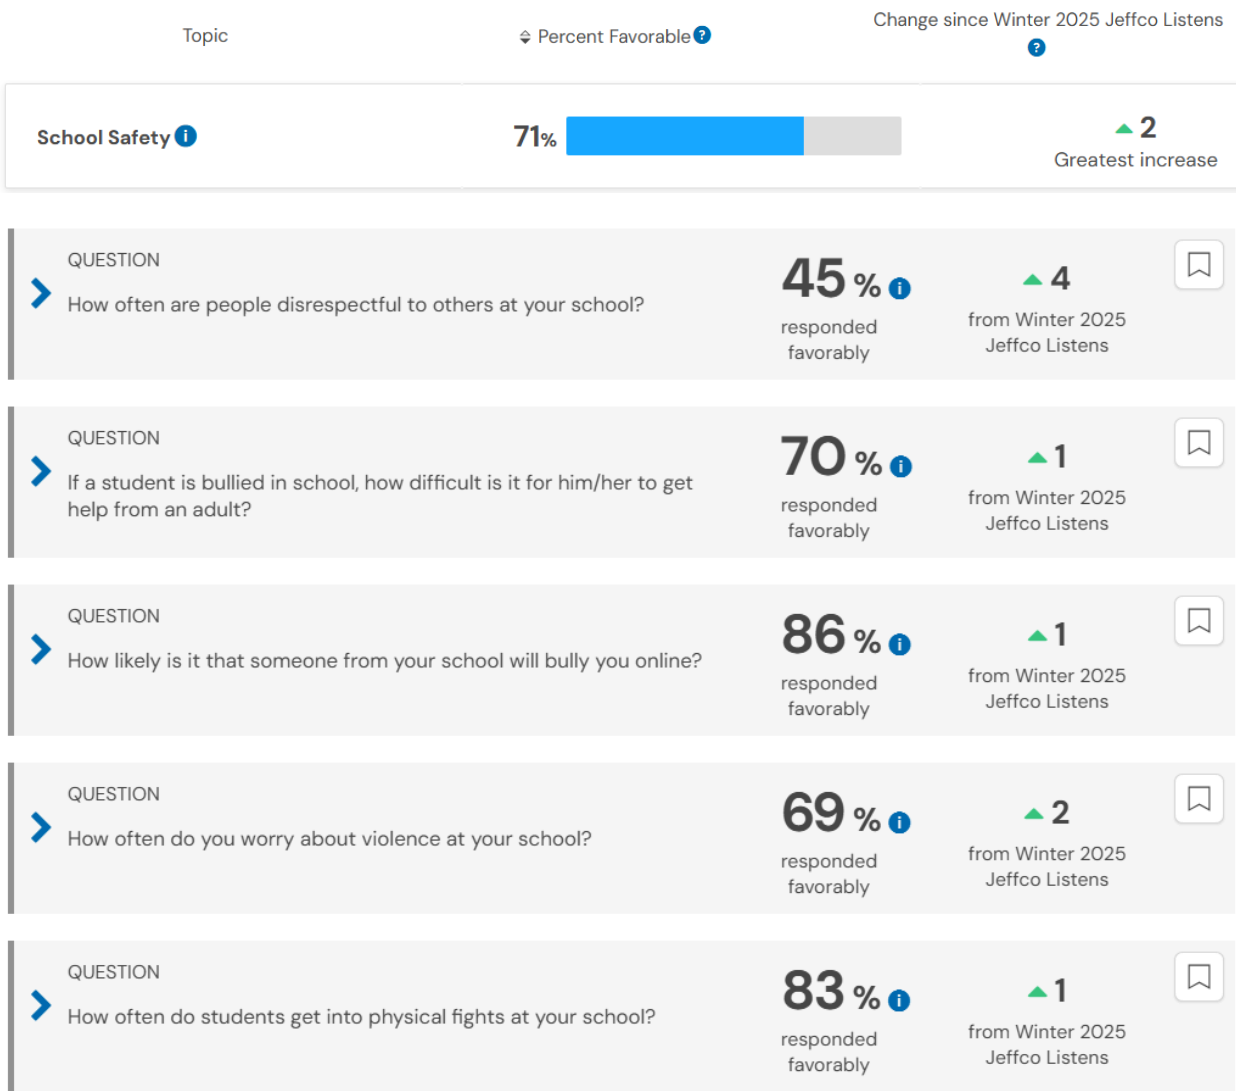 Topic
Percent Favorable ?
Change since Winter 2025 Jeffco Listens
?
School Safety i
71%
2
Greatest increase
QUESTION
How often are people disrespectful to others at your school?
45 % i
responded
favorably
4
from Winter 2025
Jeffco Listens
QUESTION
If a student is bullied in school, how difficult is it for him/her to get
help from an adult?
70 % i
responded
favorably
1
from Winter 2025
Jeffco Listens
QUESTION
How likely is it that someone from your school will bully you online?
86 % i
responded
favorably
1
from Winter 2025
Jeffco Listens
QUESTION
How often do you worry about violence at your school?
69 % i
responded
favorably
2
from Winter 2025
Jeffco Listens
QUESTION
How often do students get into physical fights at your school?
83 % i
responded
favorably
1
from Winter 2025
Jeffco Listens